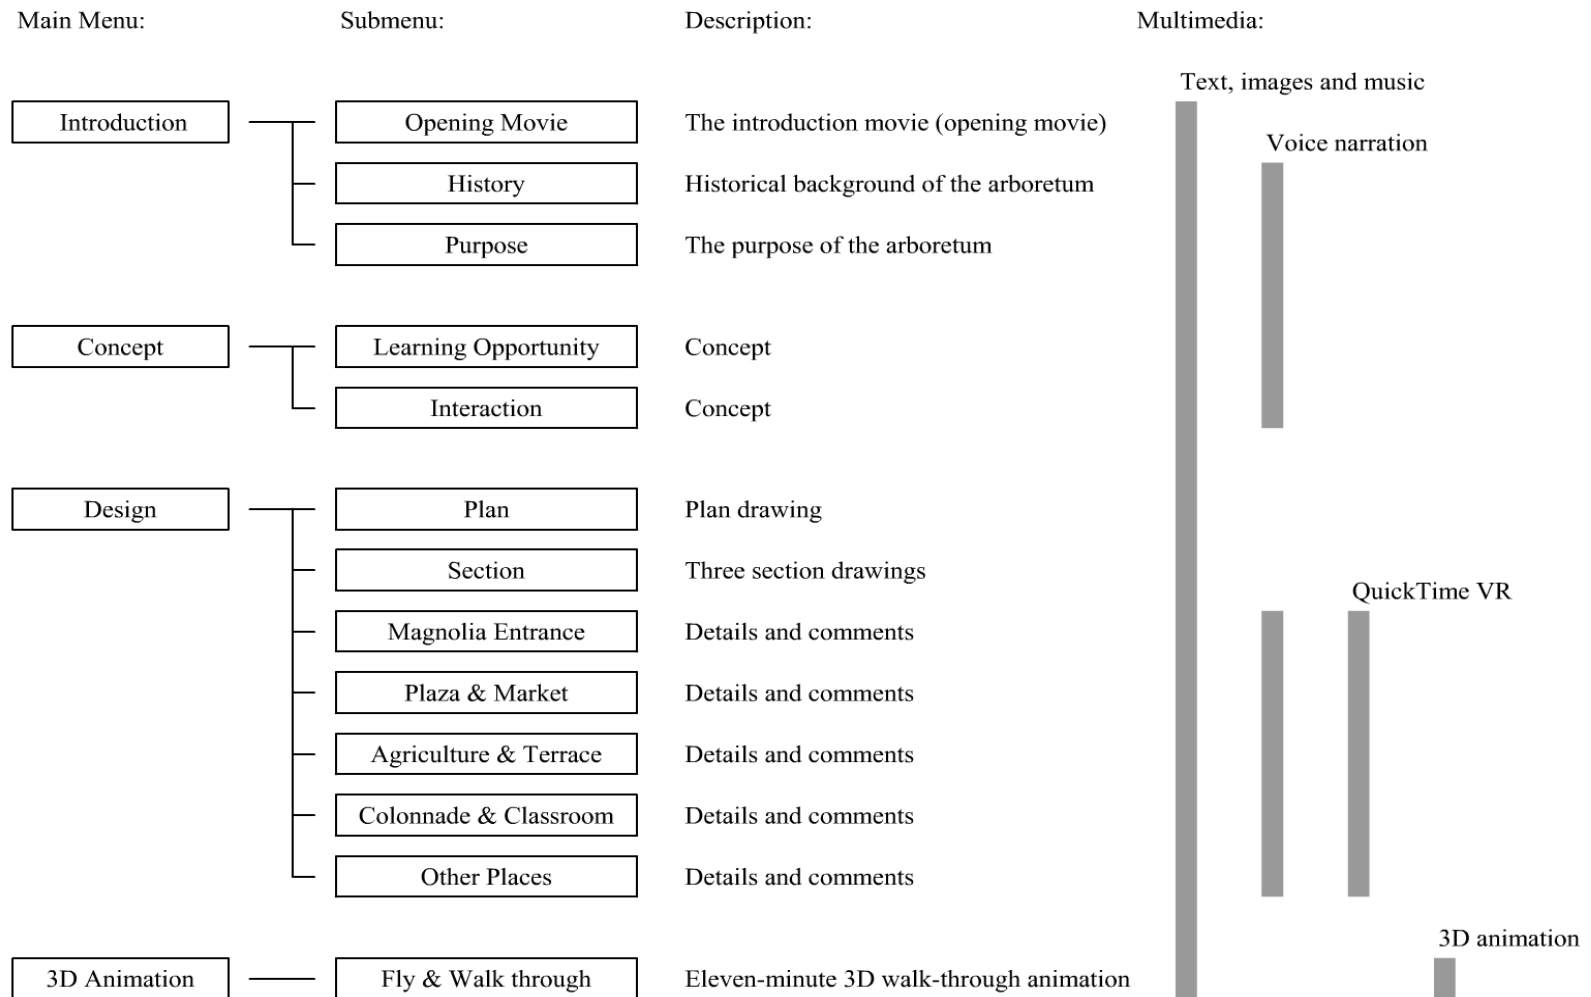 Main Menu: Submenu: Description: Multimedia:
Text, images and music
Introduction Opening Movie The introduction movie (opening movie)
Voice narration
History Historical background of the arboretum
Purpose The purpose of the arboretum
Concept Learning Opportunity Concept
Interaction Concept
Design Plan Plan drawing
Section Three section drawings
QuickTime VR
Magnolia Entrance Details and comments
Plaza & Market Details and comments
Agriculture & Terrace Details and comments
Colonnade & Classroom Details and comments
Other Places Details and comments
3D animation
3D Animation Fly & Walk through Eleven-minute 3D walk-through animation